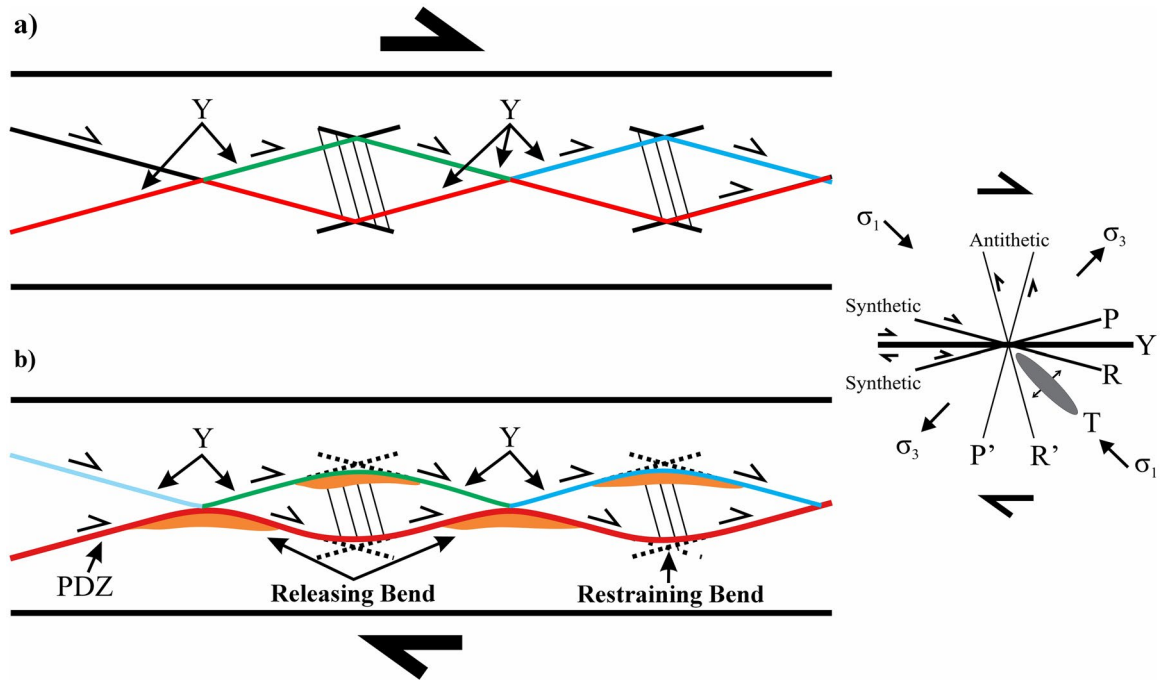 a)
Y
Y
b)
Y
Y
PDZ
Releasing Bend
Restraining Bend
σ1
σ3
Antithetic
Synthetic
P
Y
R
Synthetic
T
σ3
P’
R’
σ1